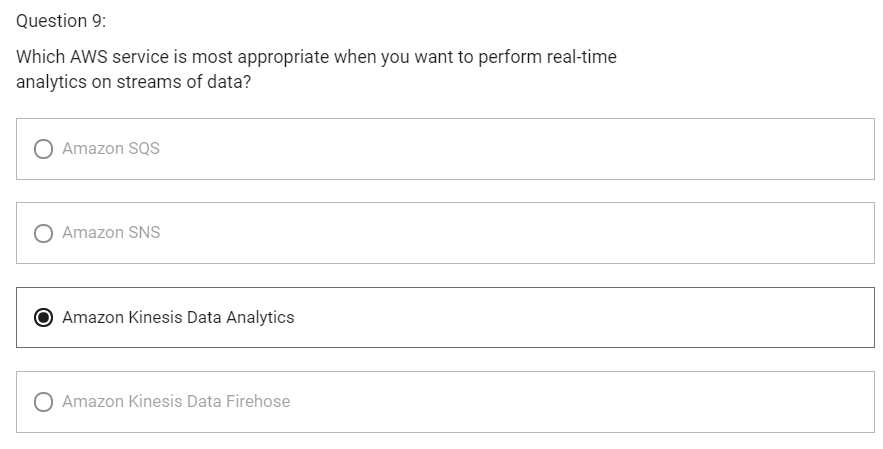 Question 9:
Which AWS service is most appropriate when you want to perform real-time
analytics on streams of data?
Amazon SQS
Amazon SNS
Amazon Kinesis Data Analytics
Amazon Kinesis Data Firehose